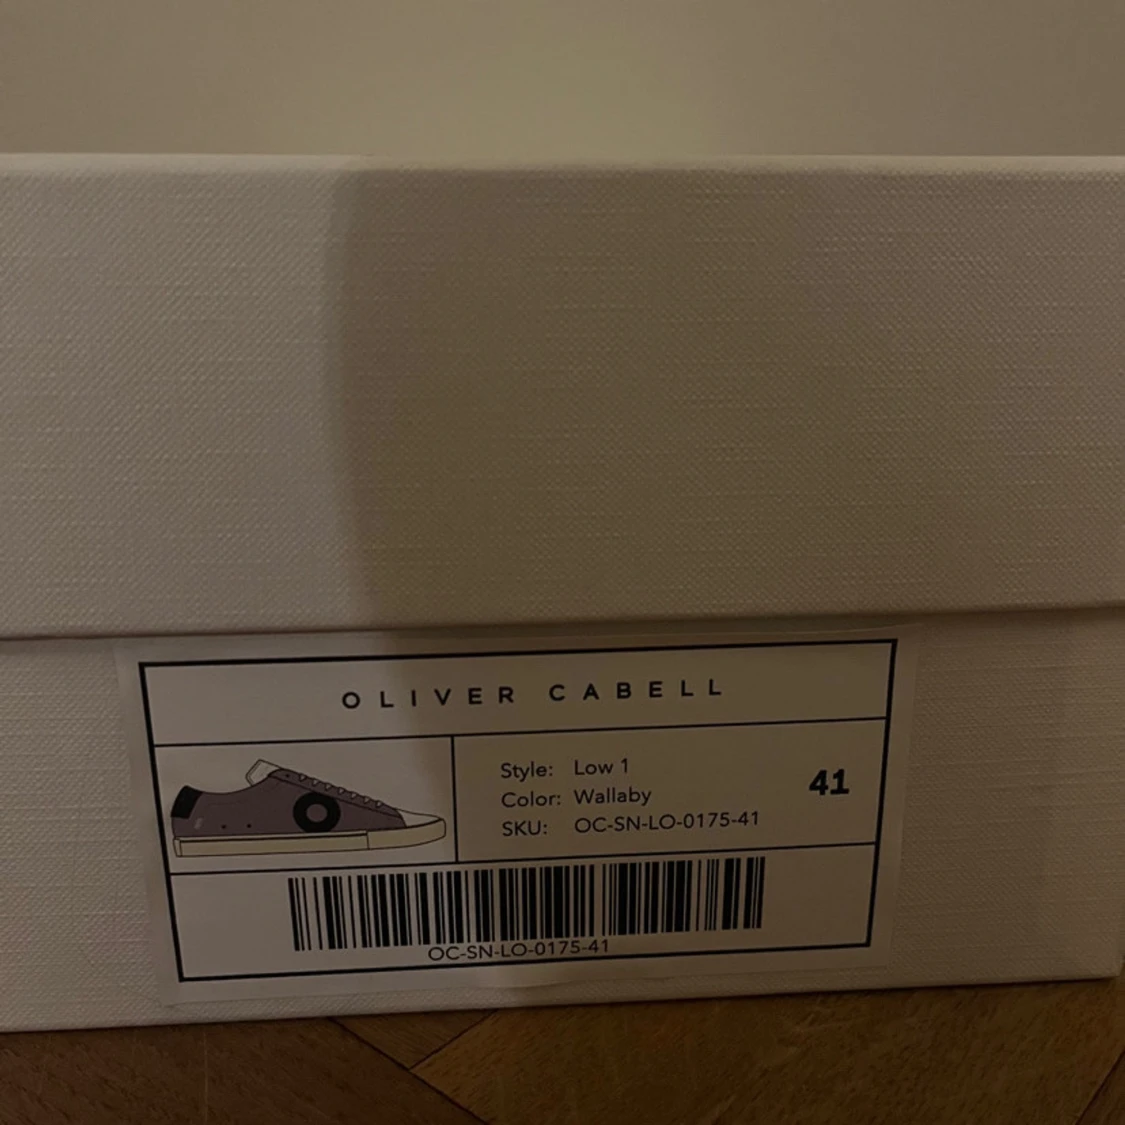 OLIVER CABELL
Style: Low 1
Color: Wallaby
SKU: OC-SN-LO-0175-41
41
OC-SN-LO-0175-41